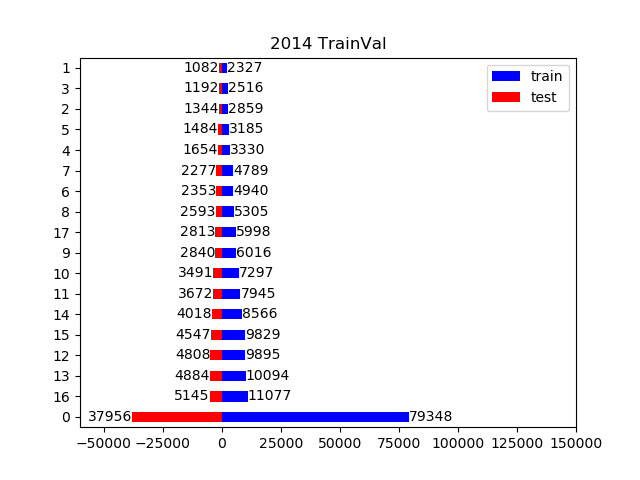 2014 TrainVal
train
test
1 1082 2327
3 1192 2516
2 1344 2859
5 1484 3185
4 1654 3330
7 2277 4789
6 2353 4940
8 2593 5305
17 2813 5998
9 2840 6016
10 3491 7297
11 3672 7945
14 4018 8566
15 4547 9829
12 4808 9895
13 4884 10094
16 5145 11077
0 37956 79348
−50000 −25000 0 25000 50000 75000 100000 125000 150000